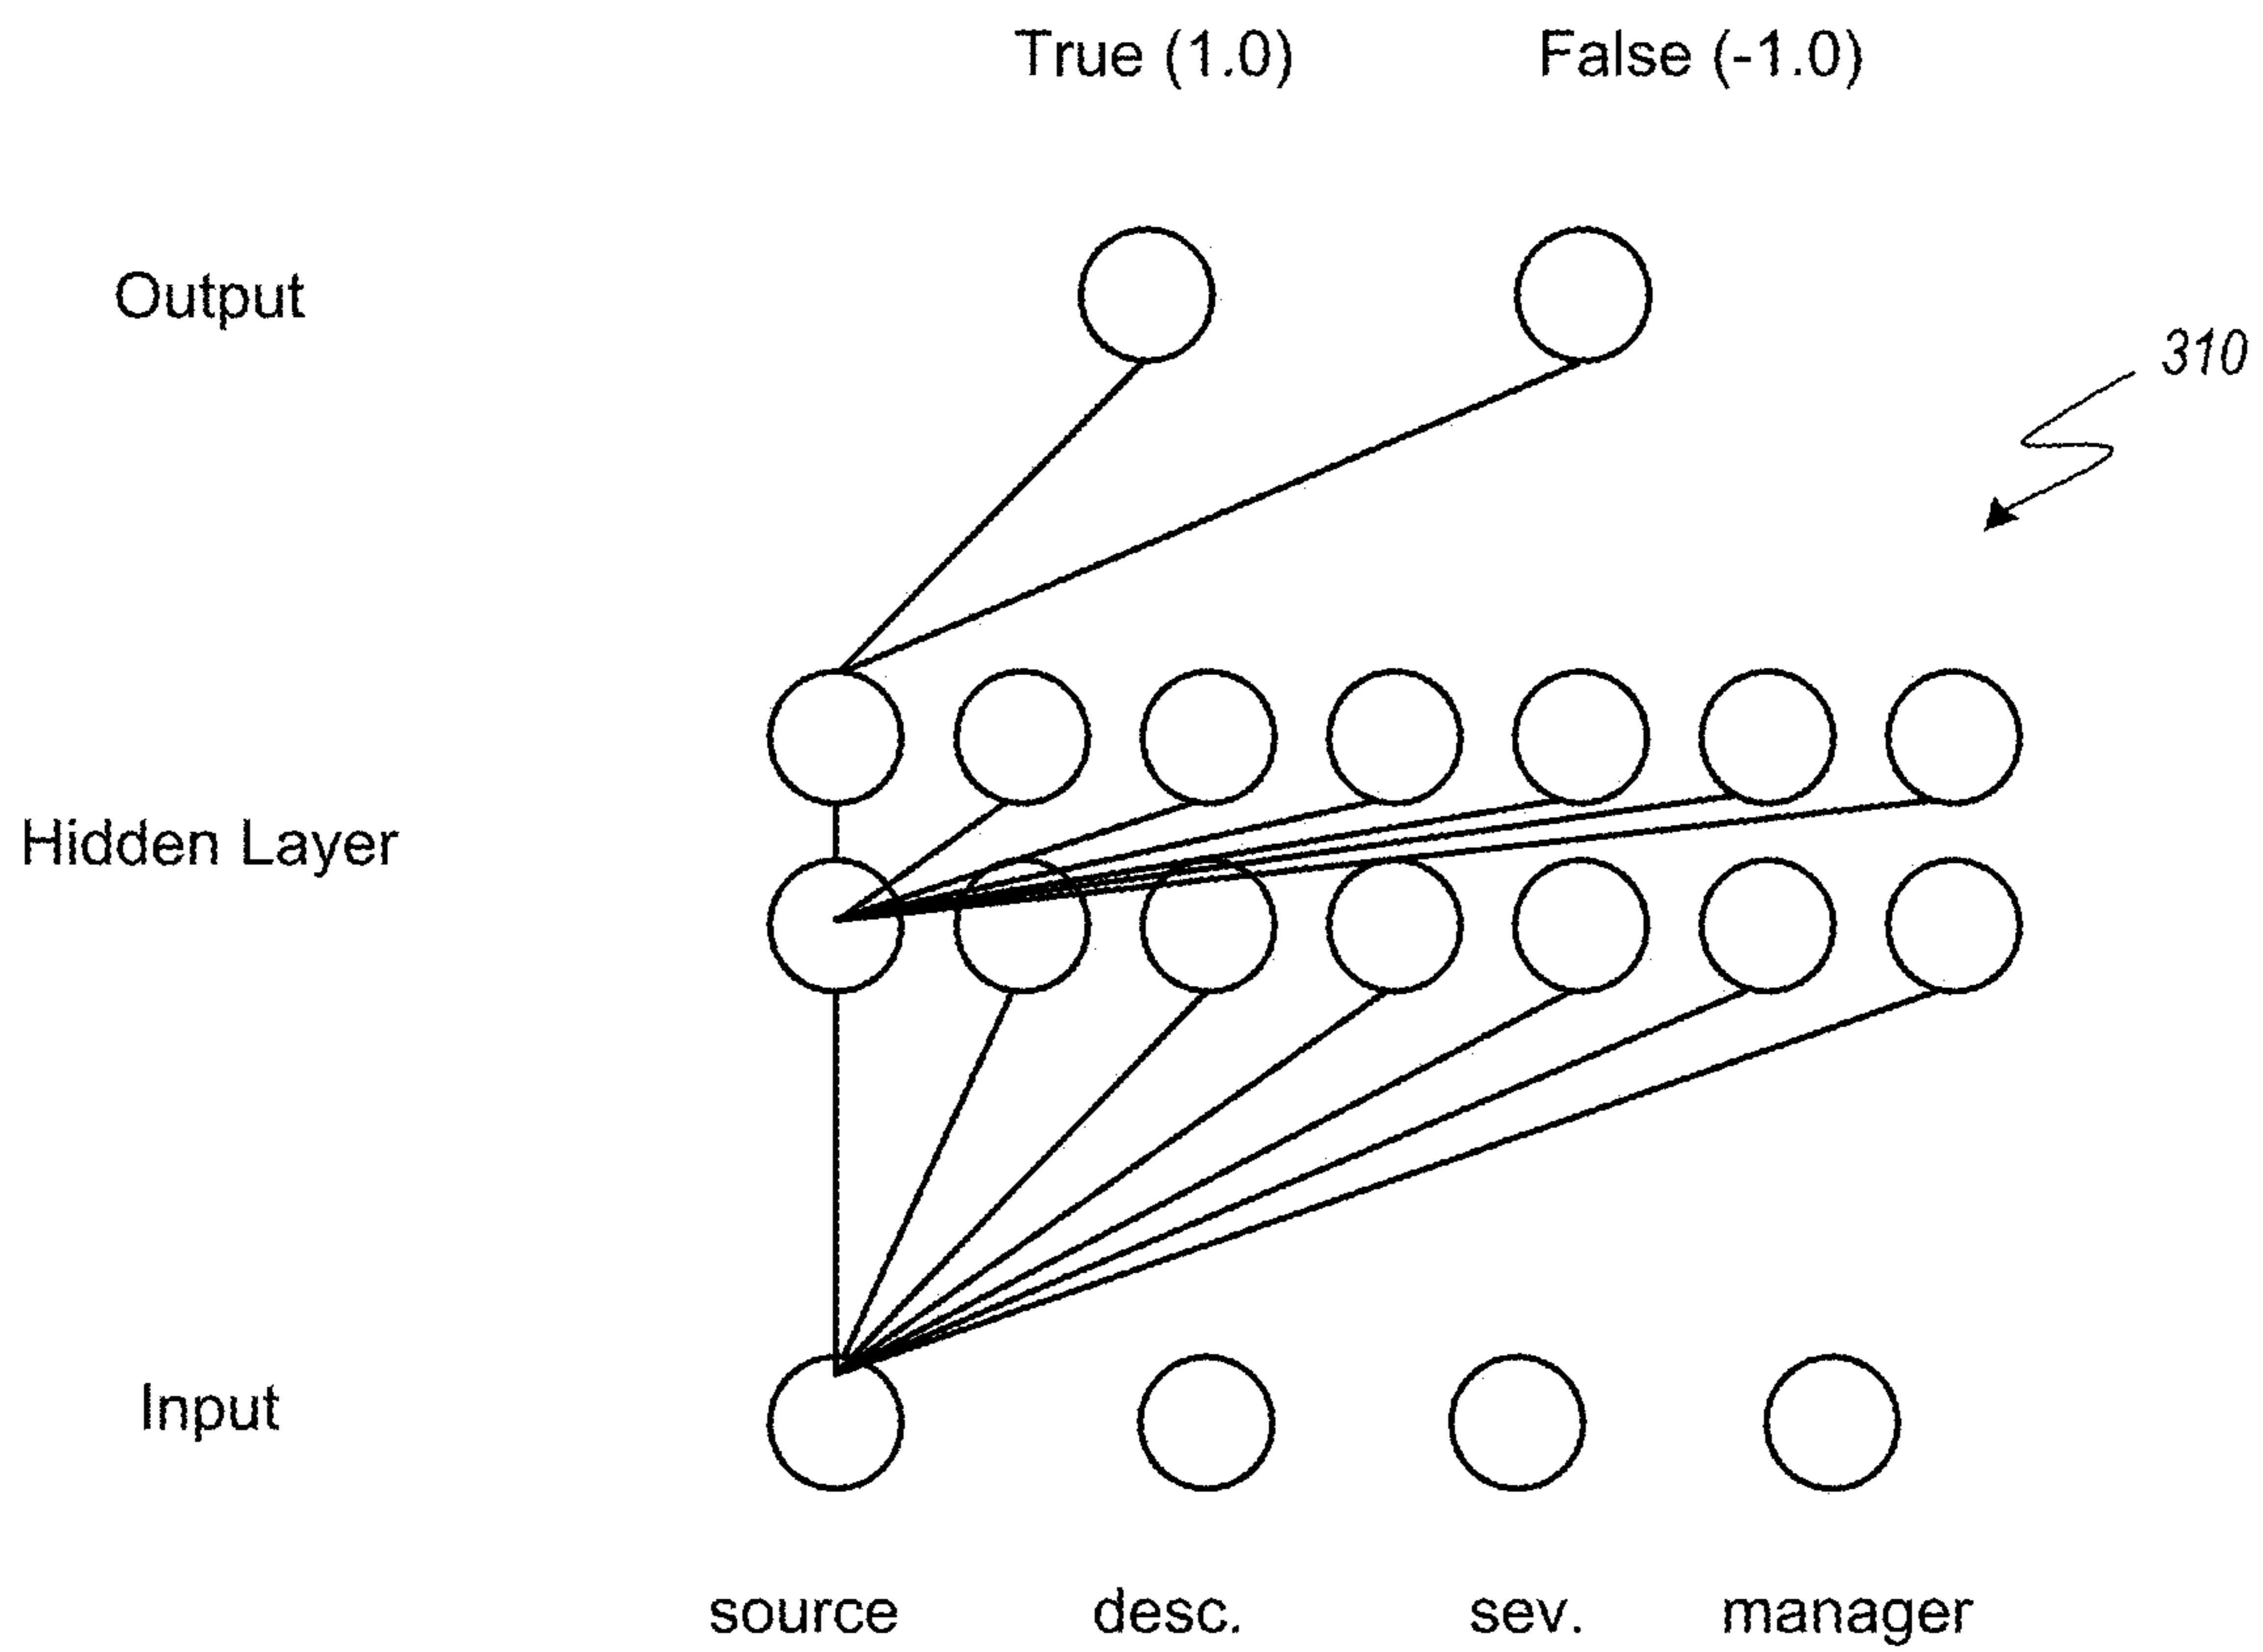 True (1.0) False (-1.0)
Output
310
Hidden Layer
Input
source desc. sev. manager